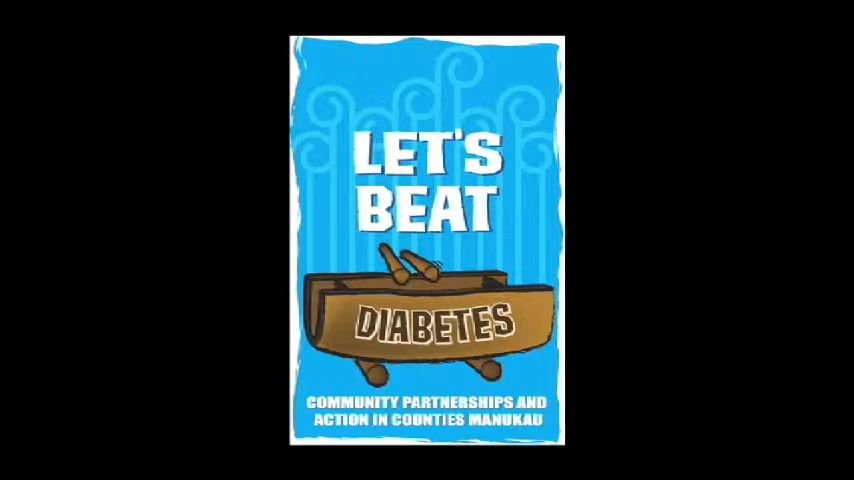 LET'S
BEAT
DIABETES
COMMUNITY PARTNERSHIPS AND
ACTION IN COUNTIES MANUKAU